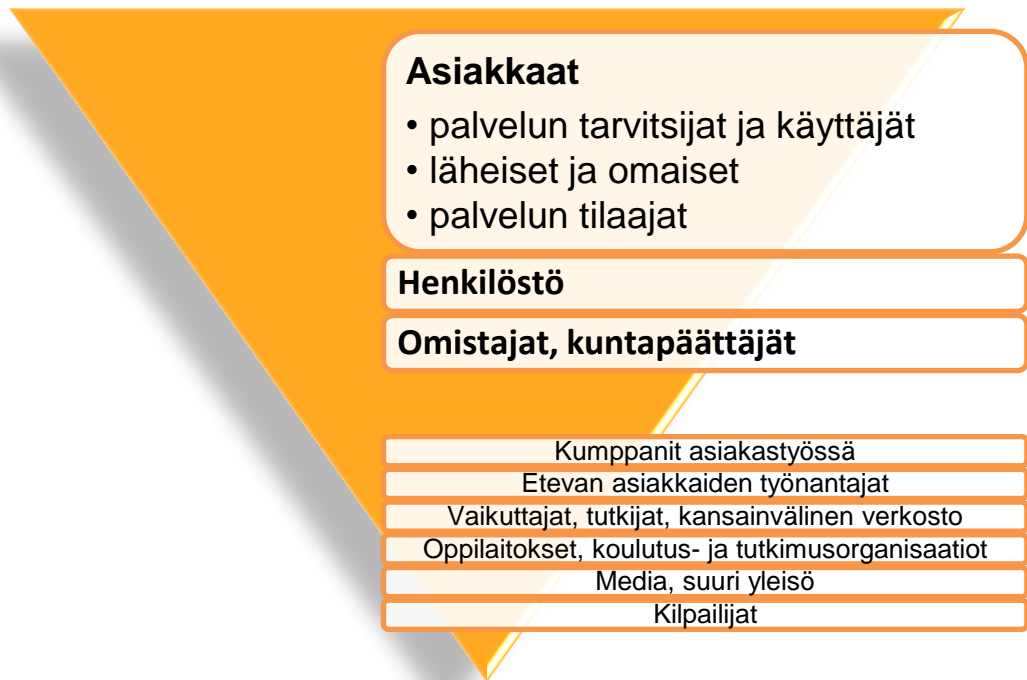 Asiakkaat
• palvelun tarvitsijat ja käyttäjät
• läheiset ja omaiset
• palvelun tilaajat
Henkilöstö
Omistajat, kuntapäättäjät
Kumppanit asiakastyössä
Etevan asiakkaiden työnantajat
Vaikuttajat, tutkijat, kansainvälinen verkosto
Oppilaitokset, koulutus- ja tutkimusorganisaatiot
Media, suuri yleisö
Kilpailijat